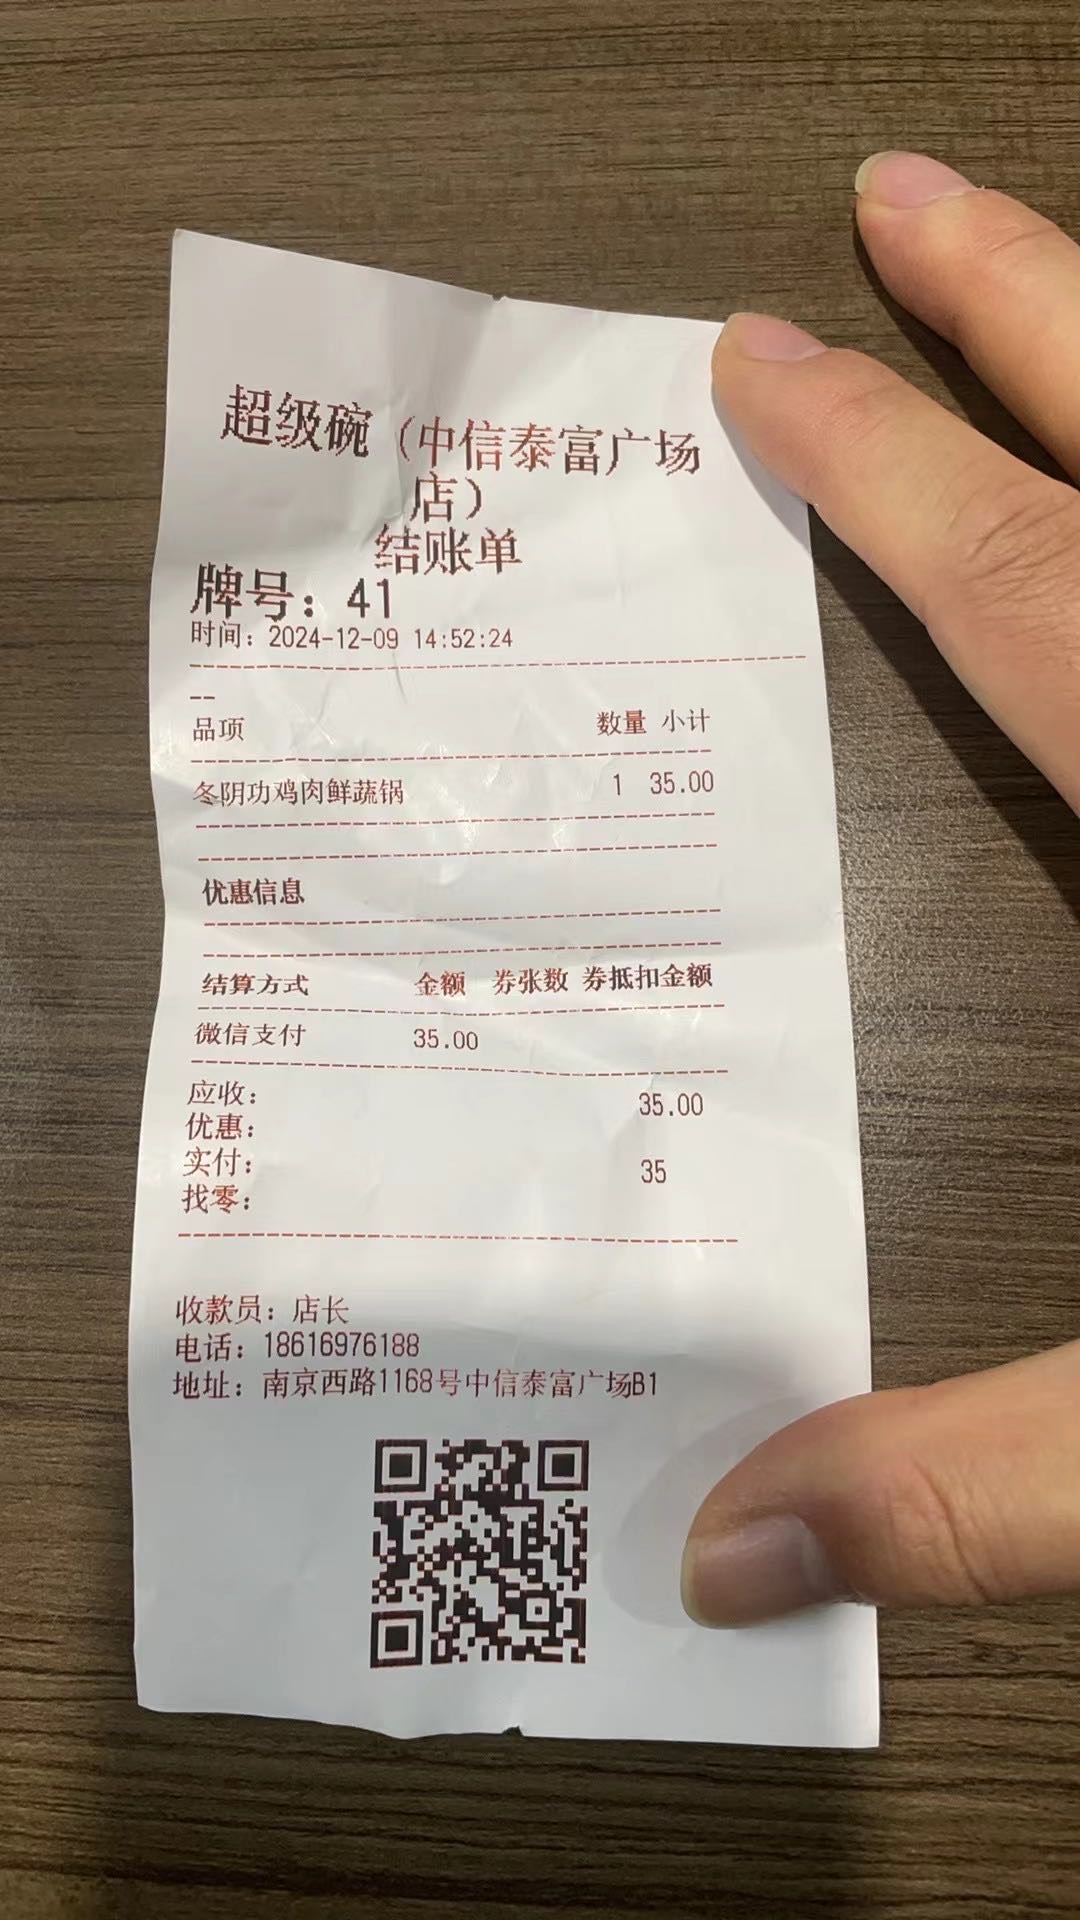 超级碗（中信泰富广场
店）
结账单
牌号：41
时间：2024-12-09 14:52:24
--
品项 数量 小计
冬阴功鸡肉鲜蔬锅 1 35.00
优惠信息
结算方式 金额 券张数 券抵扣金额
微信支付 35.00
应收： 35.00
优惠：
实付： 35
找零：
收款员：店长
电话：18616976188
地址：南京西路1168号中信泰富广场B1